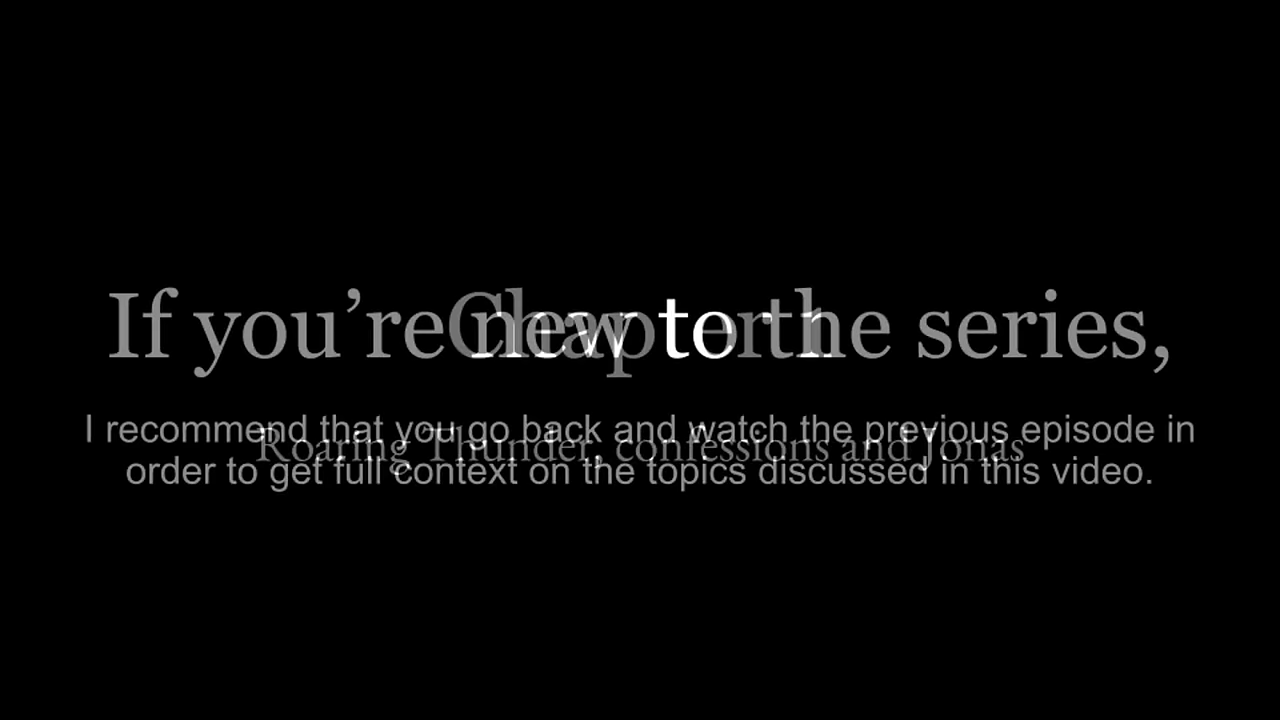 If you’re new to the series,
Chapter
I recommend that you go back and watch the previous episode in
order to get full context on the topics discussed in this video.
Roaring Thunder, confessions and Jonas